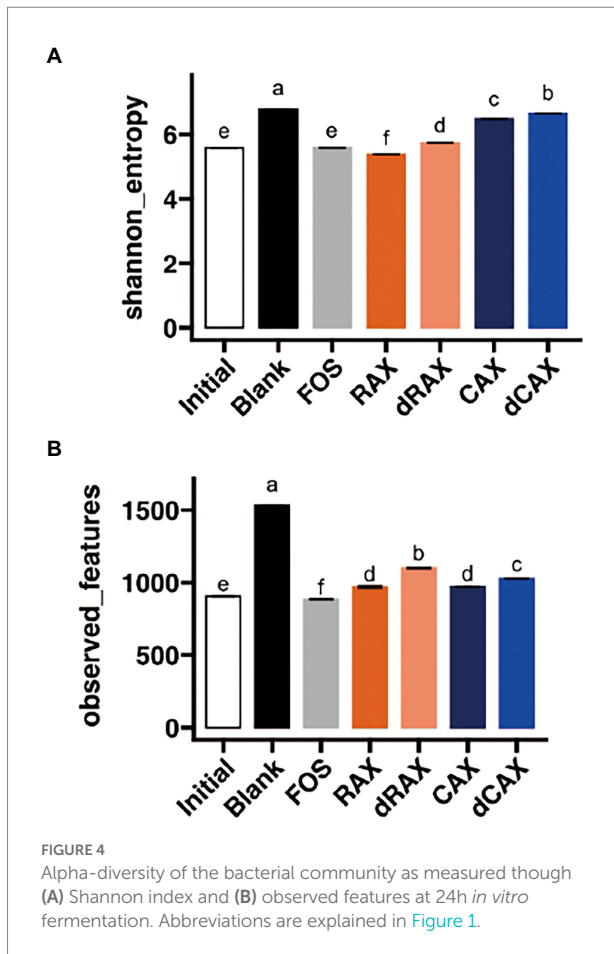 A
shannon_entropy
6
4
2
0
e
a
e
f
d
c
b
Initial
Blank
FOS
RAX
dRAX
CAX
dCAX
B
observed_features
1500
1000
500
0
e
a
f
d
b
d
c
Initial
Blank
FOS
RAX
dRAX
CAX
dCAX
FIGURE 4
Alpha-diversity of the bacterial community as measured though
(A) Shannon index and (B) observed features at 24h in vitro
fermentation. Abbreviations are explained in Figure 1.